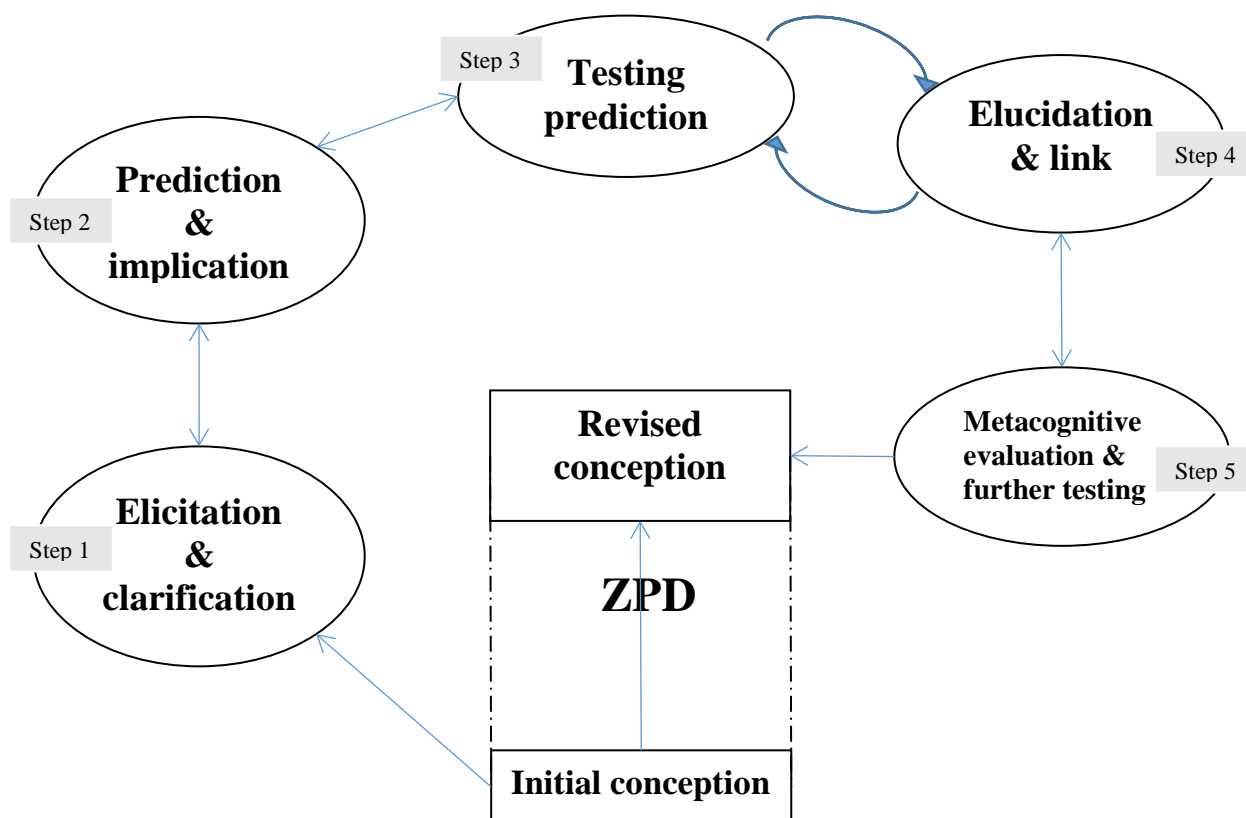 Step 3
Testing
prediction
Elucidation
& link
Step 4
Prediction
&
implication
Step 2
Revised
conception
Metacognitive
evaluation &
further testing
Step 5
Elicitation
&
clarification
Step 1
ZPD
Initial conception